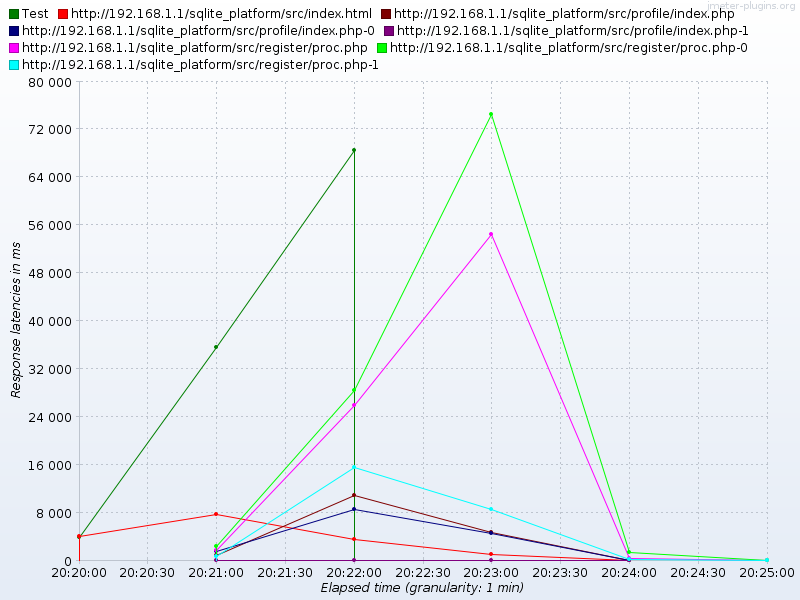 jmeter-plugins.org
Test http://192.168.1.1/sqlite_platform/src/index.html http://192.168.1.1/sqlite_platform/src/profile/index.php
http://192.168.1.1/sqlite_platform/src/profile/index.php-0 http://192.168.1.1/sqlite_platform/src/profile/index.php-1
http://192.168.1.1/sqlite_platform/src/register/proc.php http://192.168.1.1/sqlite_platform/src/register/proc.php-0
http://192.168.1.1/sqlite_platform/src/register/proc.php-1
80 000
72 000
64 000
56 000
48 000
40 000
32 000
24 000
16 000
8 000
0
Response latencies in ms
20:20:00 20:20:30 20:21:00 20:21:30 20:22:00 20:22:30 20:23:00 20:23:30 20:24:00 20:24:30 20:25:00
Elapsed time (granularity: 1 min)